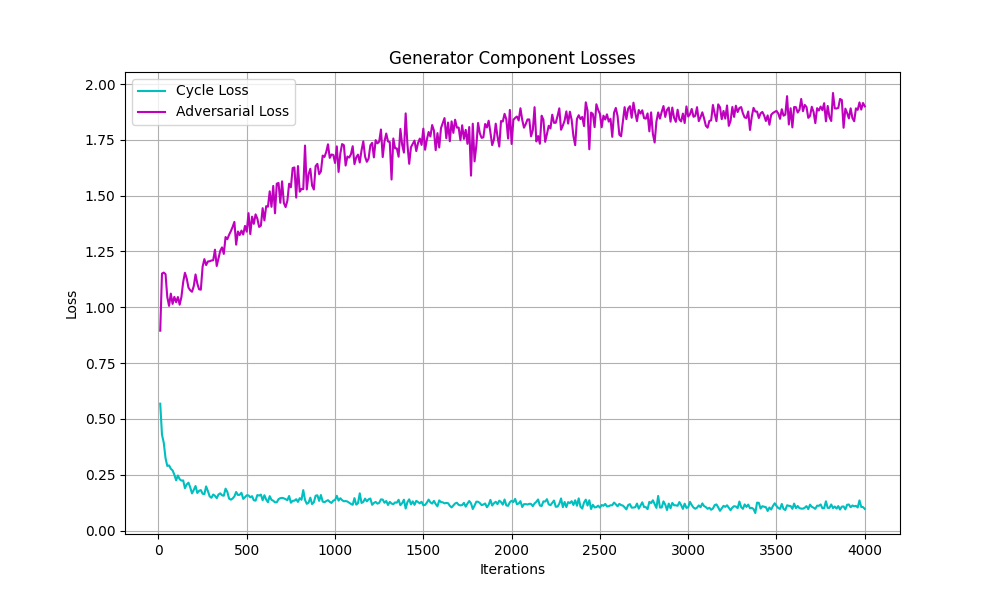 Generator Component Losses
Cycle Loss
Adversarial Loss
2.00
1.75
1.50
1.25
1.00
0.75
0.50
0.25
0.00
Loss
0 500 1000 1500 2000 2500 3000 3500 4000
Iterations